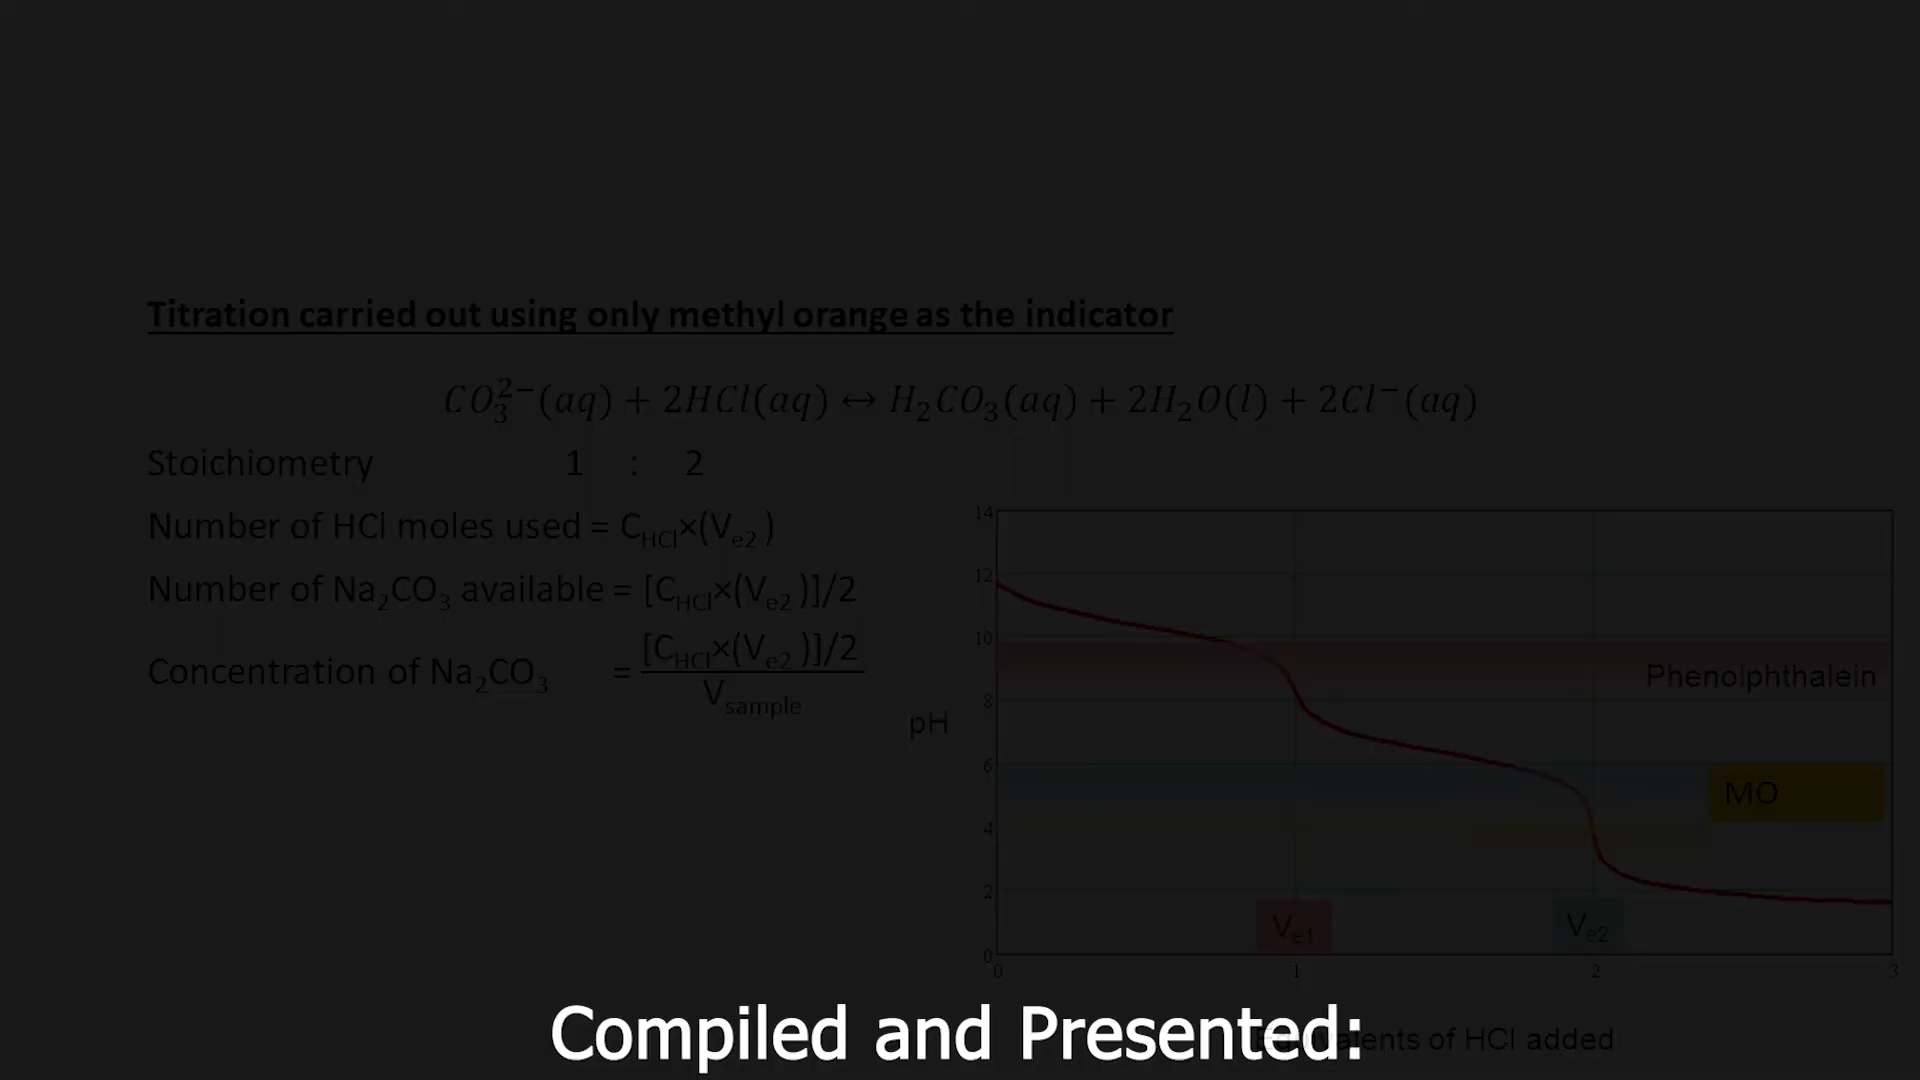 Titration carried out using only methyl orange as the indicator
CO₃²⁻(aq) + 2HCl(aq) ↔ H₂CO₃(aq) + 2H₂O(l) + 2Cl⁻(aq)
Stoichiometry 1 : 2
Number of HCl moles used = C_HCl×(V_e2 )
Number of Na₂CO₃ available = [C_HCl×(V_e2 )]/2
Concentration of Na₂CO₃ = [C_HCl×(V_e2 )]/2
V_sample
14
12
10
Phenolphthalein
8
pH
6
MO
4
2
V_e1 V_e2
0
0 1 2 3
Compiled and Presented:
of HCl added